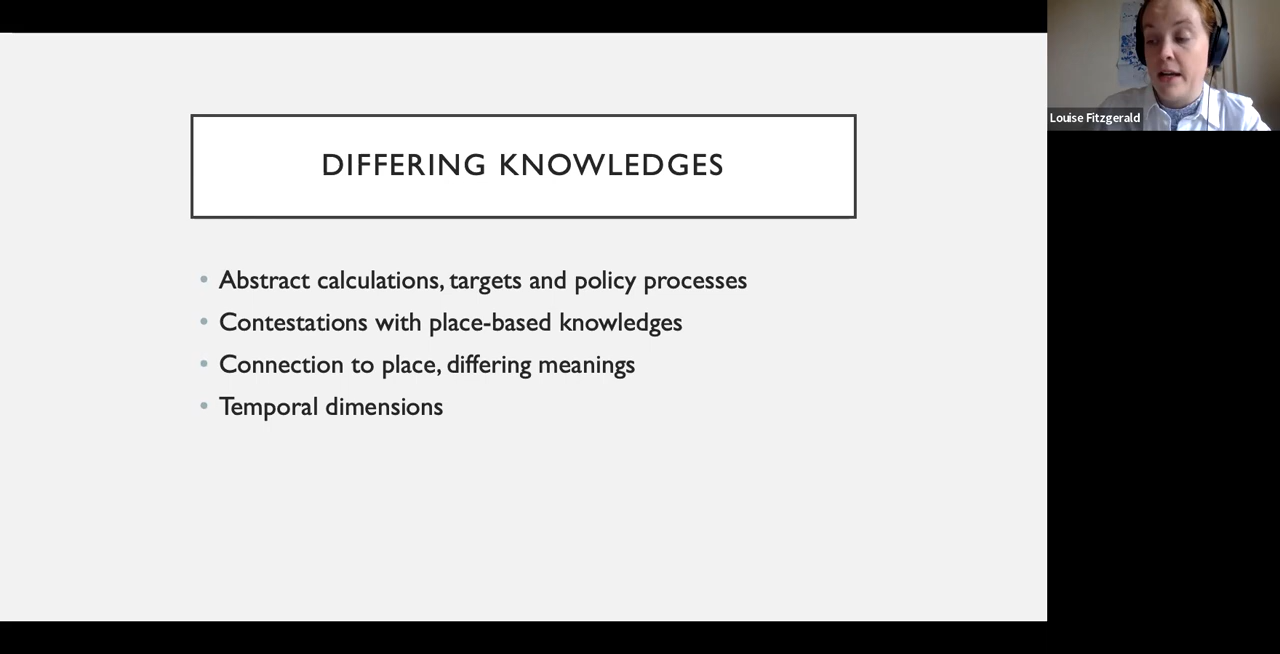 DIFFERING KNOWLEDGES
• Abstract calculations, targets and policy processes
• Contestations with place-based knowledges
• Connection to place, differing meanings
• Temporal dimensions
Louise Fitzgerald